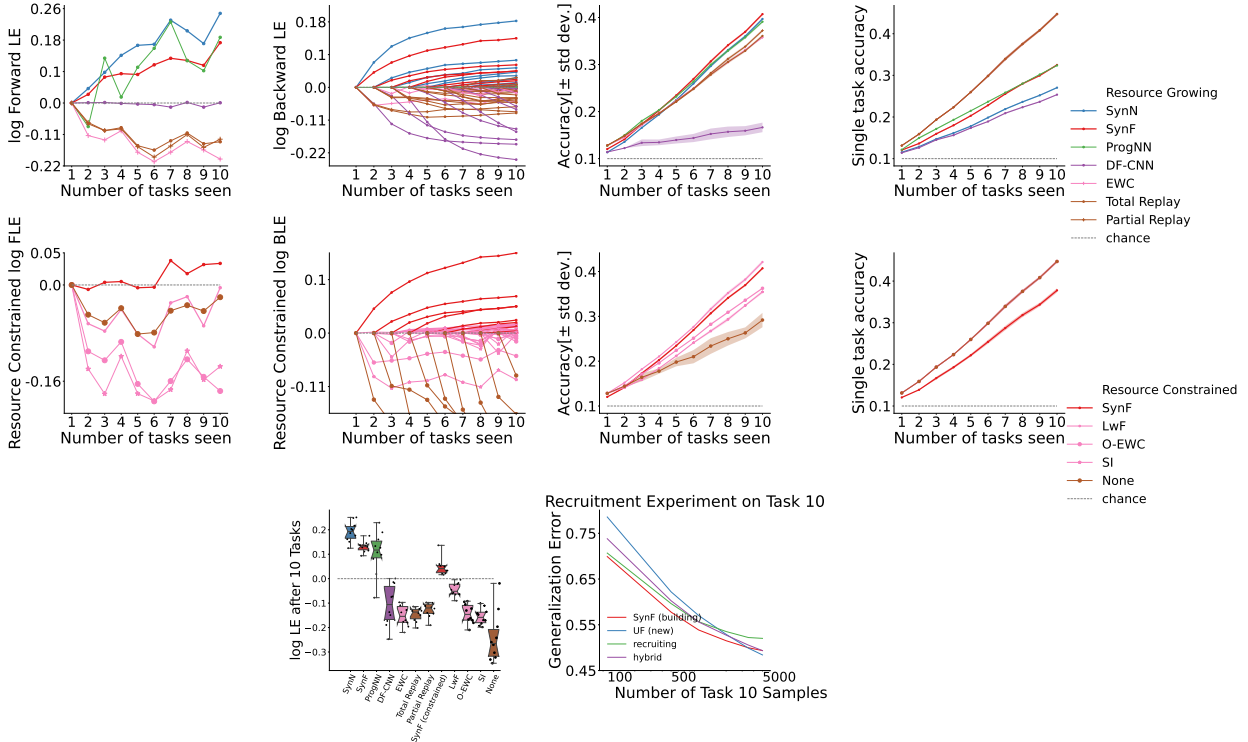 log Forward LE
0.26
0.18
0.1
0.0
-0.11
-0.22
1 2 3 4 5 6 7 8 9 10
Number of tasks seen
log Backward LE
0.18
0.1
0.0
-0.11
-0.22
1 2 3 4 5 6 7 8 9 10
Number of tasks seen
Accuracy[± std dev.]
0.4
0.3
0.2
0.1
1 2 3 4 5 6 7 8 9 10
Number of tasks seen
Single task accuracy
0.4
0.3
0.2
0.1
1 2 3 4 5 6 7 8 9 10
Number of tasks seen
Resource Growing
SynN
SynF
ProgNN
DF-CNN
EWC
Total Replay
Partial Replay
chance
Resource Constrained log FLE
0.05
0.0
-0.16
1 2 3 4 5 6 7 8 9 10
Number of tasks seen
Resource Constrained log BLE
0.1
0.0
-0.11
1 2 3 4 5 6 7 8 9 10
Number of tasks seen
Accuracy[± std dev.]
0.4
0.3
0.2
0.1
1 2 3 4 5 6 7 8 9 10
Number of tasks seen
Single task accuracy
0.4
0.3
0.2
0.1
1 2 3 4 5 6 7 8 9 10
Number of tasks seen
Resource Constrained
SynF
LwF
O-EWC
SI
None
chance
log LE after 10 Tasks
0.2
0.1
0.0
−0.1
−0.2
−0.3
SynN
SynF
ProgNN
DF-CNN
EWC
Total Replay
Partial Replay
SynF (constrained)
LwF
O-EWC
SI
None
Recruitment Experiment on Task 10
Generalization Error
0.75
0.65
0.55
0.45
SynF (building)
UF (new)
recruiting
hybrid
100 500 5000
Number of Task 10 Samples